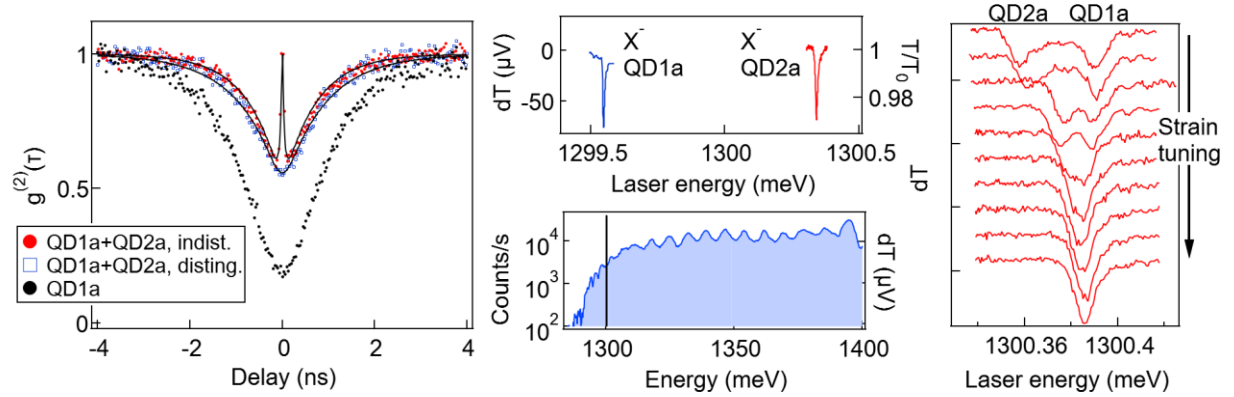 1
0.5
0
g(2)(τ)
QD1a+QD2a, indist.
QD1a+QD2a, disting.
QD1a
-4
-2
0
2
4
Delay (ns)
0
-50
dT (μV)
X-
QD1a
X-
QD2a
1
0.98
T/T0
1299.5
1300
1300.5
Laser energy (meV)
10^4
10^3
10^2
Counts/s
dT (μV)
1300
1350
1400
Energy (meV)
QD2a
QD1a
Strain
tuning
dT
1300.36
1300.4
Laser energy (meV)